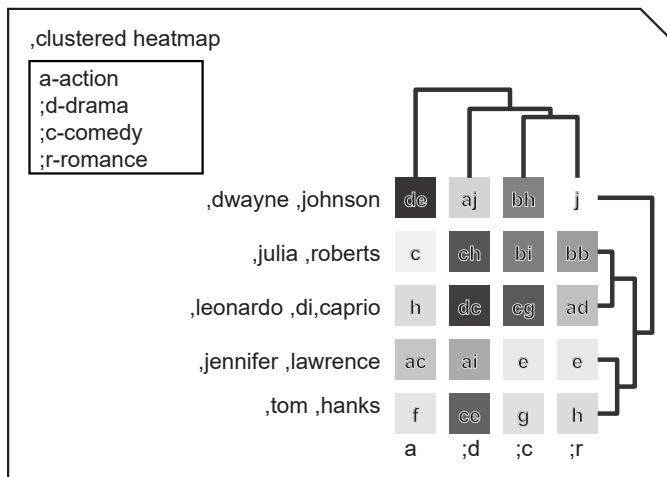 ,clustered heatmap
a-action
;d-drama
;c-comedy
;r-romance
,dwayne ,johnson de aj bh j
,julia ,roberts c ch bi bb
,leonardo ,di,caprio h dc cg ad
,jennifer ,lawrence ac ai e e
,tom ,hanks f ce g h
a ;d ;c ;r